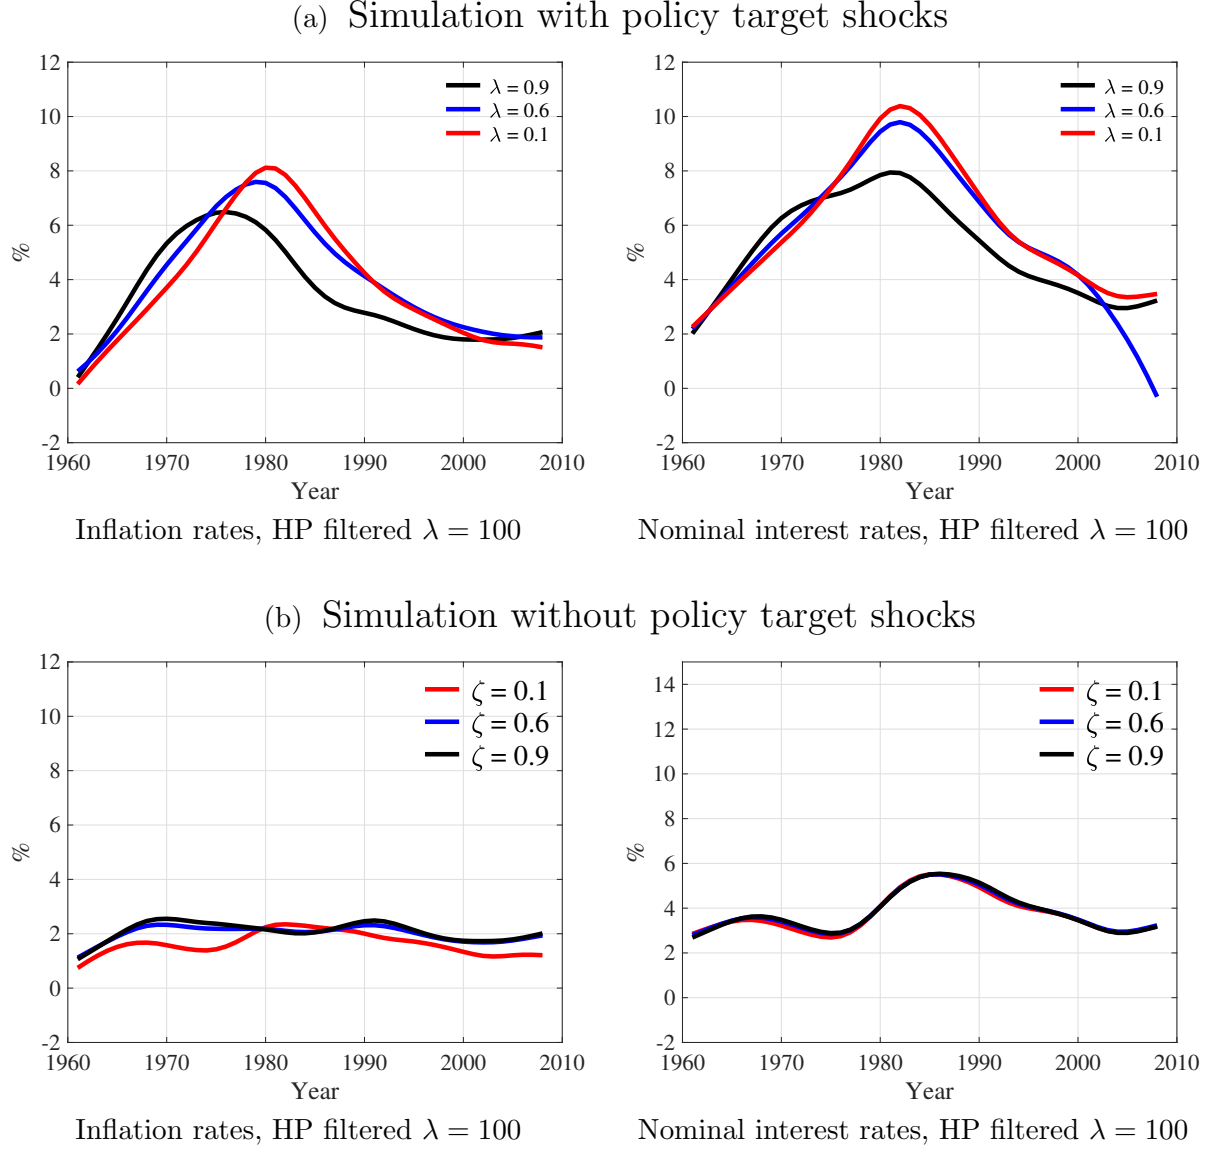 (a) Simulation with policy target shocks
12
10
8
6
4
2
0
-2
%
1960 1970 1980 1990 2000 2010
Year
λ = 0.9
λ = 0.6
λ = 0.1
Inflation rates, HP filtered λ = 100
12
10
8
6
4
2
0
-2
%
1960 1970 1980 1990 2000 2010
Year
λ = 0.9
λ = 0.6
λ = 0.1
Nominal interest rates, HP filtered λ = 100
(b) Simulation without policy target shocks
12
10
8
6
4
2
0
-2
%
1960 1970 1980 1990 2000 2010
Year
ζ = 0.1
ζ = 0.6
ζ = 0.9
Inflation rates, HP filtered λ = 100
14
12
10
8
6
4
2
0
-2
%
1960 1970 1980 1990 2000 2010
Year
ζ = 0.1
ζ = 0.6
ζ = 0.9
Nominal interest rates, HP filtered λ = 100